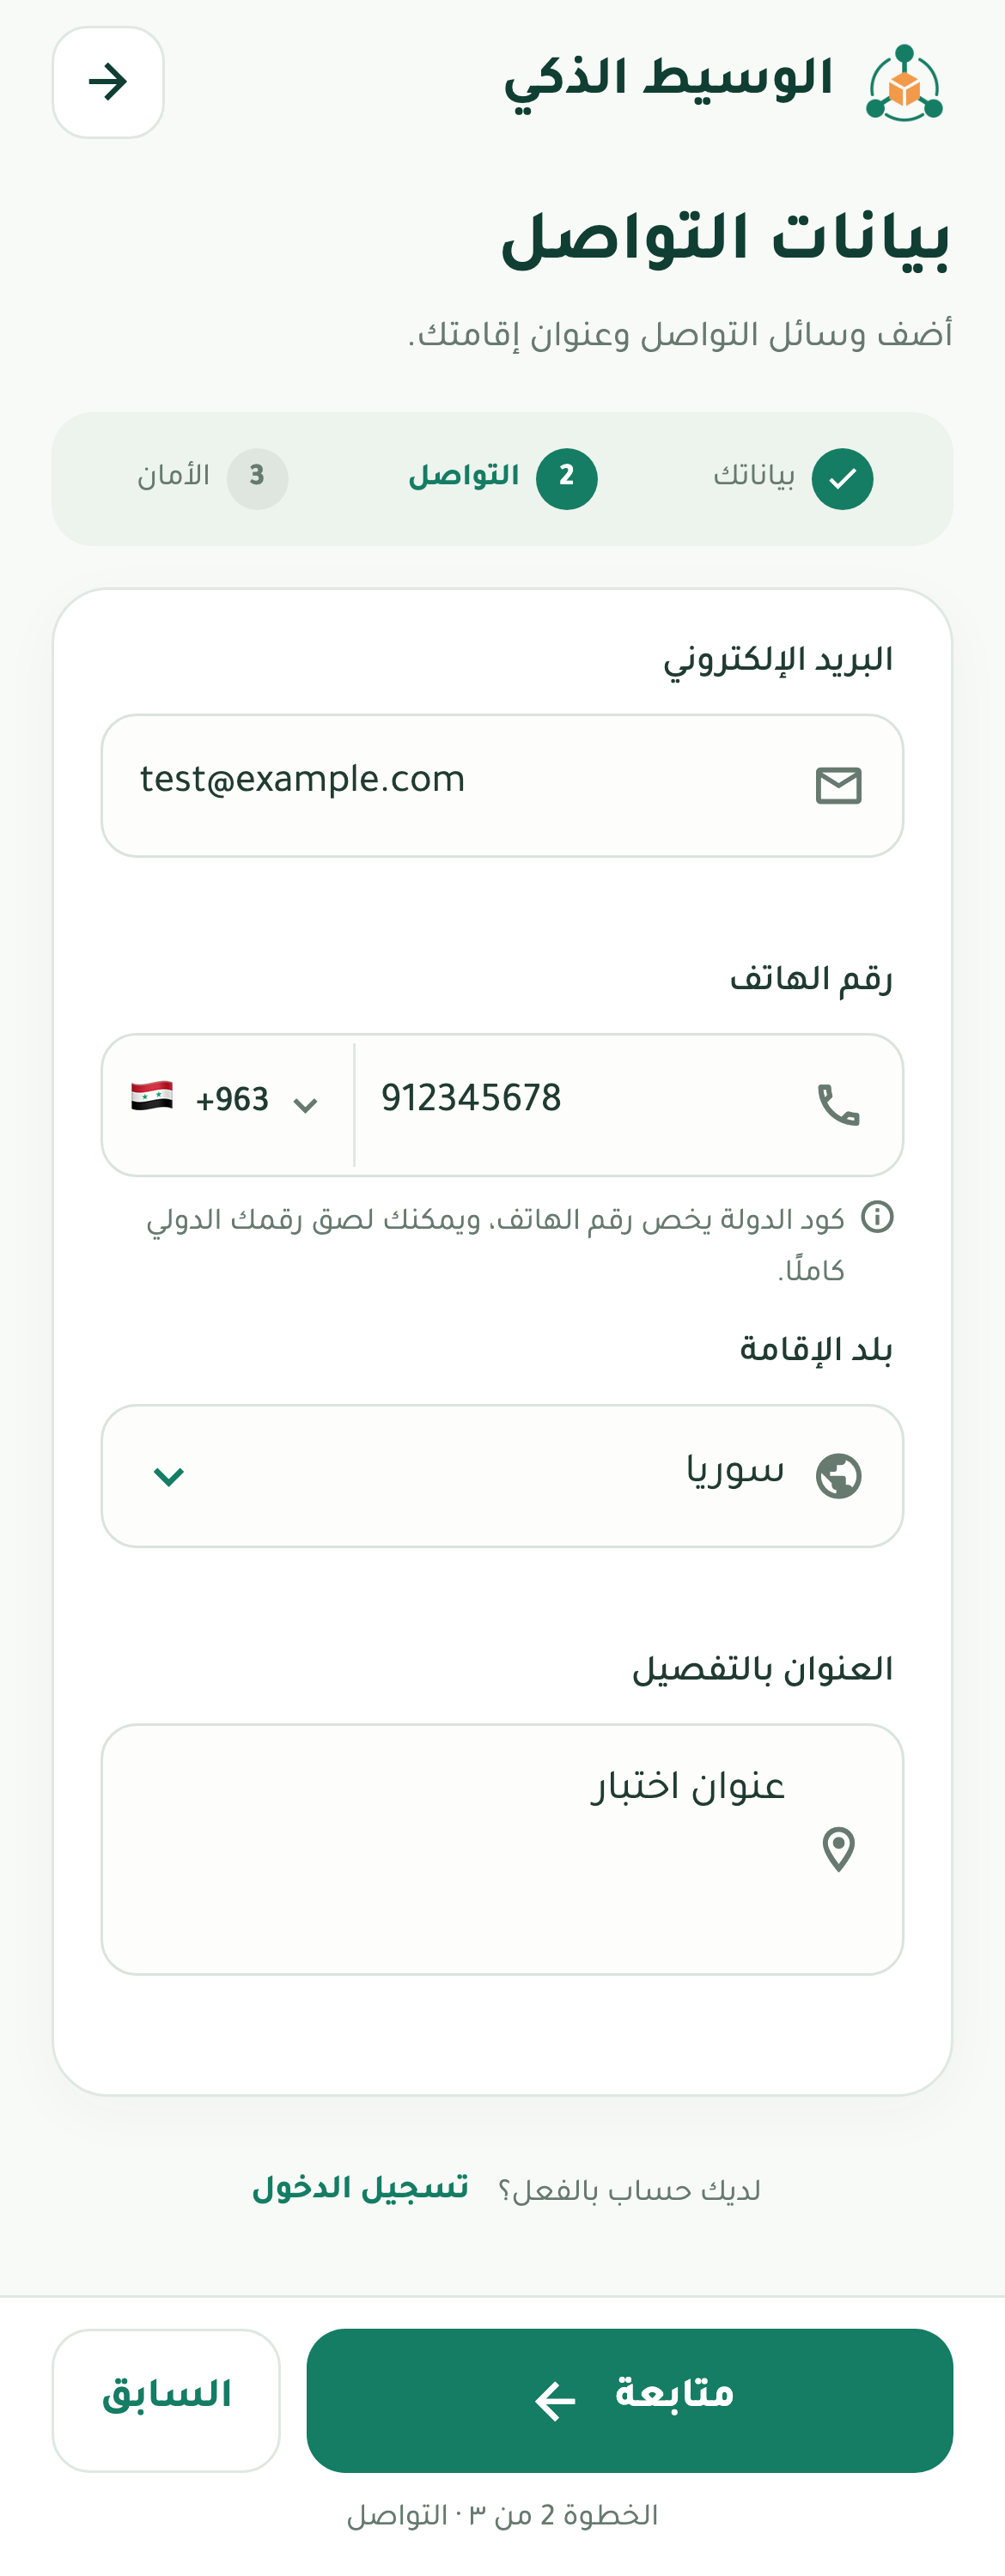 الوسيط الذكي
بيانات التواصل
أضف وسائل التواصل وعنوان إقامتك.
بياناتك
2 التواصل
3 الأمان
البريد الإلكتروني
test@example.com
رقم الهاتف
+963 912345678
كود الدولة يخص رقم الهاتف، ويمكنك لصق رقمك الدولي
كاملًا.
بلد الإقامة
سوريا
العنوان بالتفصيل
عنوان اختبار
لديك حساب بالفعل؟ تسجيل الدخول
متابعة
السابق
الخطوة 2 من ٣ · التواصل